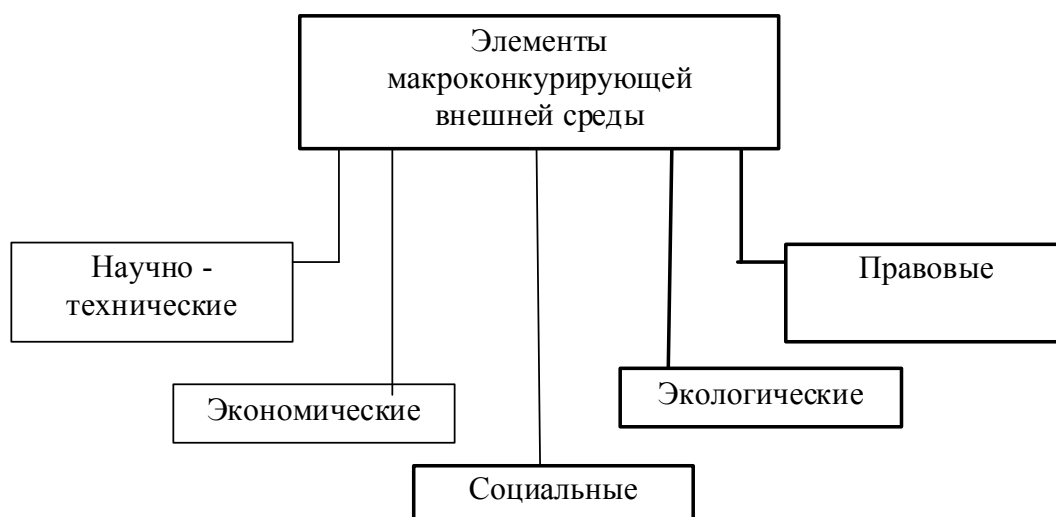 Элементы
макроконкурирующей
внешней среды
Научно -
технические
Правовые
Экономические
Экологические
Социальные